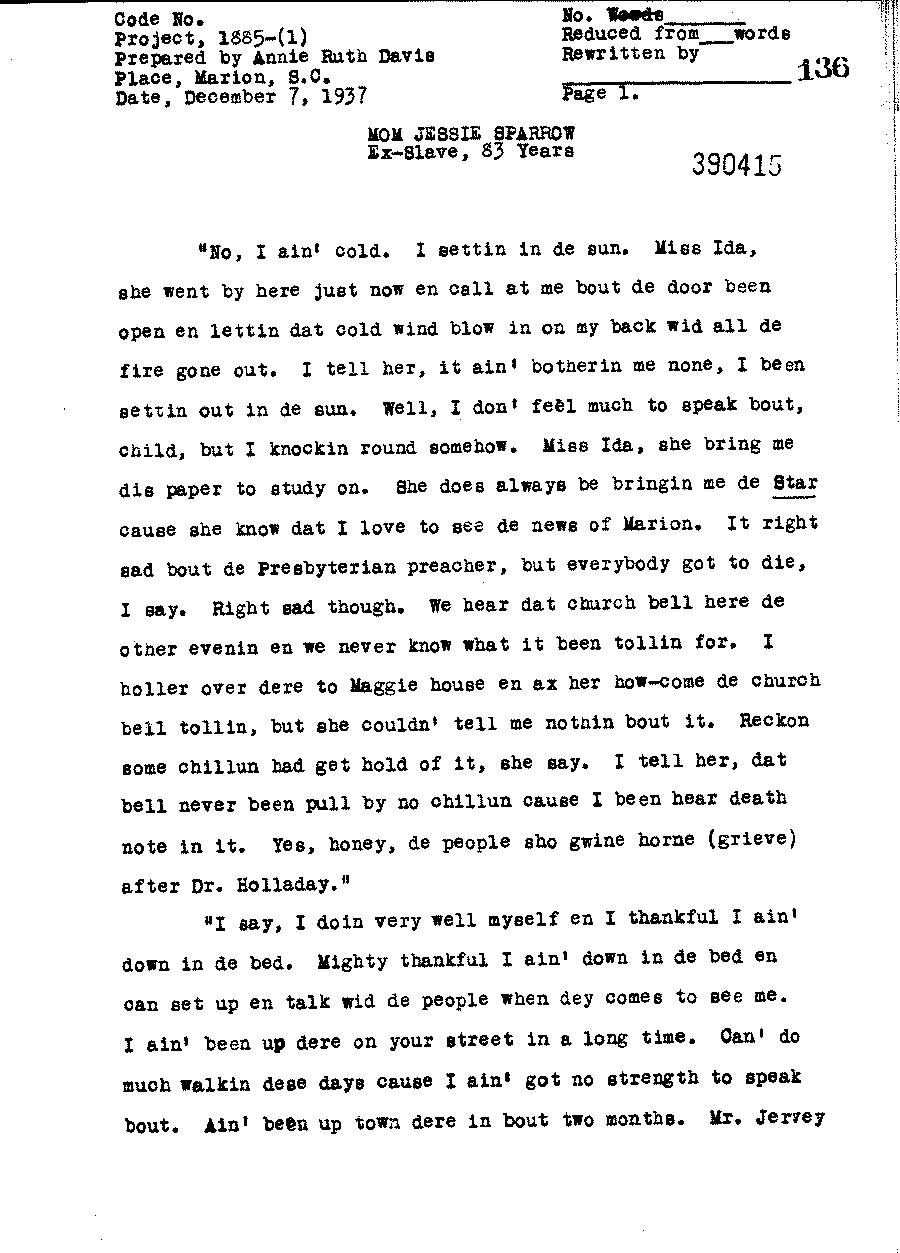 Code No.
Project, 1885-(1)
Prepared by Annie Ruth Davis
Place, Marion, S.C.
Date, December 7, 1937
No. Words
Reduced from___words
Rewritten by
136
Page 1.
MOM JESSIE SPARROW
Ex-Slave, 83 Years
390415
"No, I ain' cold. I settin in de sun. Miss Ida,
she went by here just now en call at me bout de door been
open en lettin dat cold wind blow in on my back wid all de
fire gone out. I tell her, it ain' botherin me none, I been
settin out in de sun. Well, I don' feel much to speak bout,
child, but I knockin round somehow. Miss Ida, she bring me
dis paper to study on. She does always be bringin me de Star
cause she know dat I love to see de news of Marion. It right
sad bout de Presbyterian preacher, but everybody got to die,
I say. Right sad though. We hear dat church bell here de
other evenin en we never know what it been tollin for. I
holler over dere to Maggie house en ax her how-come de church
bell tollin, but she couldn' tell me nothin bout it. Reckon
some chillun had get hold of it, she say. I tell her, dat
bell never been pull by no chillun cause I been hear death
note in it. Yes, honey, de people sho gwine horne (grieve)
after Dr. Holladay."
"I say, I doin very well myself en I thankful I ain'
down in de bed. Mighty thankful I ain' down in de bed en
can set up en talk wid de people when dey comes to see me.
I ain' been up dere on your street in a long time. Can' do
much walkin dese days cause I ain' got no strength to speak
bout. Ain' been up town dere in bout two months. Mr. Jervey